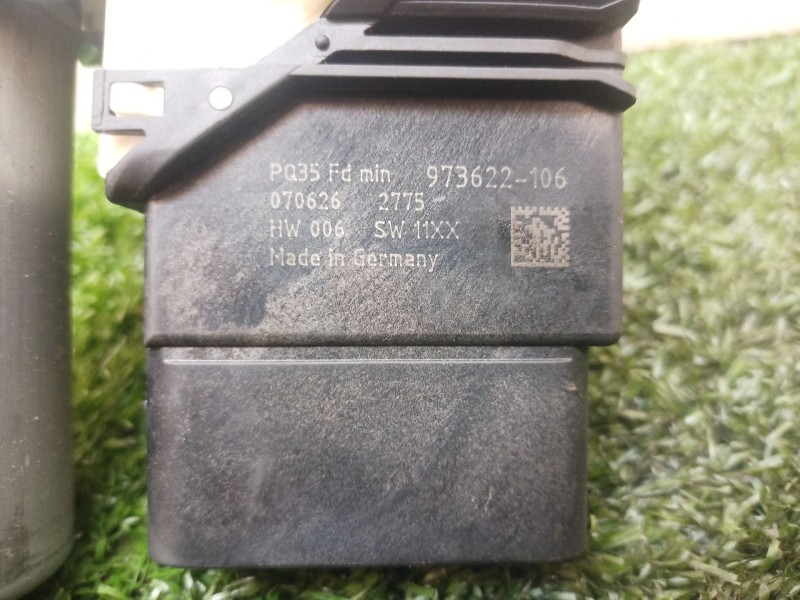 PQ35 Fd min 973622-106
070626 2775
HW 006 SW 11XX
Made in Germany